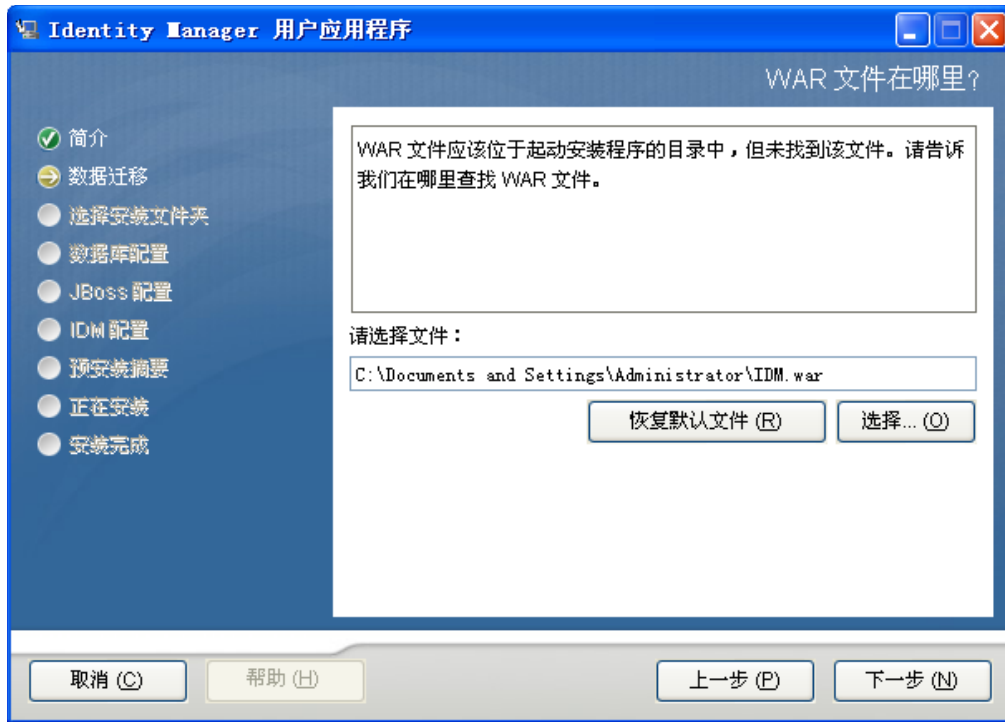 Identity Manager 用户应用程序
WAR 文件在哪里?
简介
数据迁移
选择安装文件夹
数据库配置
JBoss 配置
IDM 配置
预安装摘要
正在安装
安装完成
WAR 文件应该位于起动安装程序的目录中，但未找到该文件。请告诉
我们在哪里查找 WAR 文件。
请选择文件：
C:\Documents and Settings\Administrator\IDM.war
恢复默认文件 (R)
选择... (O)
取消 (C)
帮助 (H)
上一步 (P)
下一步 (N)